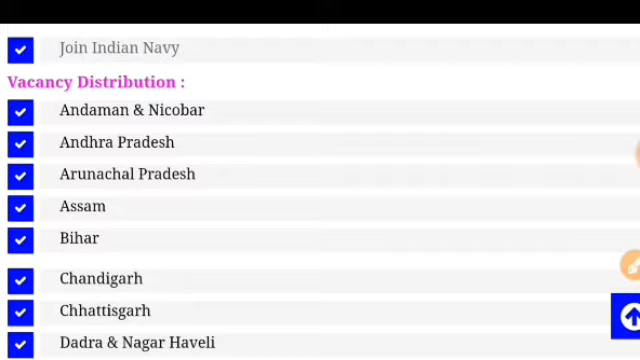 Join Indian Navy
Vacancy Distribution :
Andaman & Nicobar
Andhra Pradesh
Arunachal Pradesh
Assam
Bihar
Chandigarh
Chhattisgarh
Dadra & Nagar Haveli